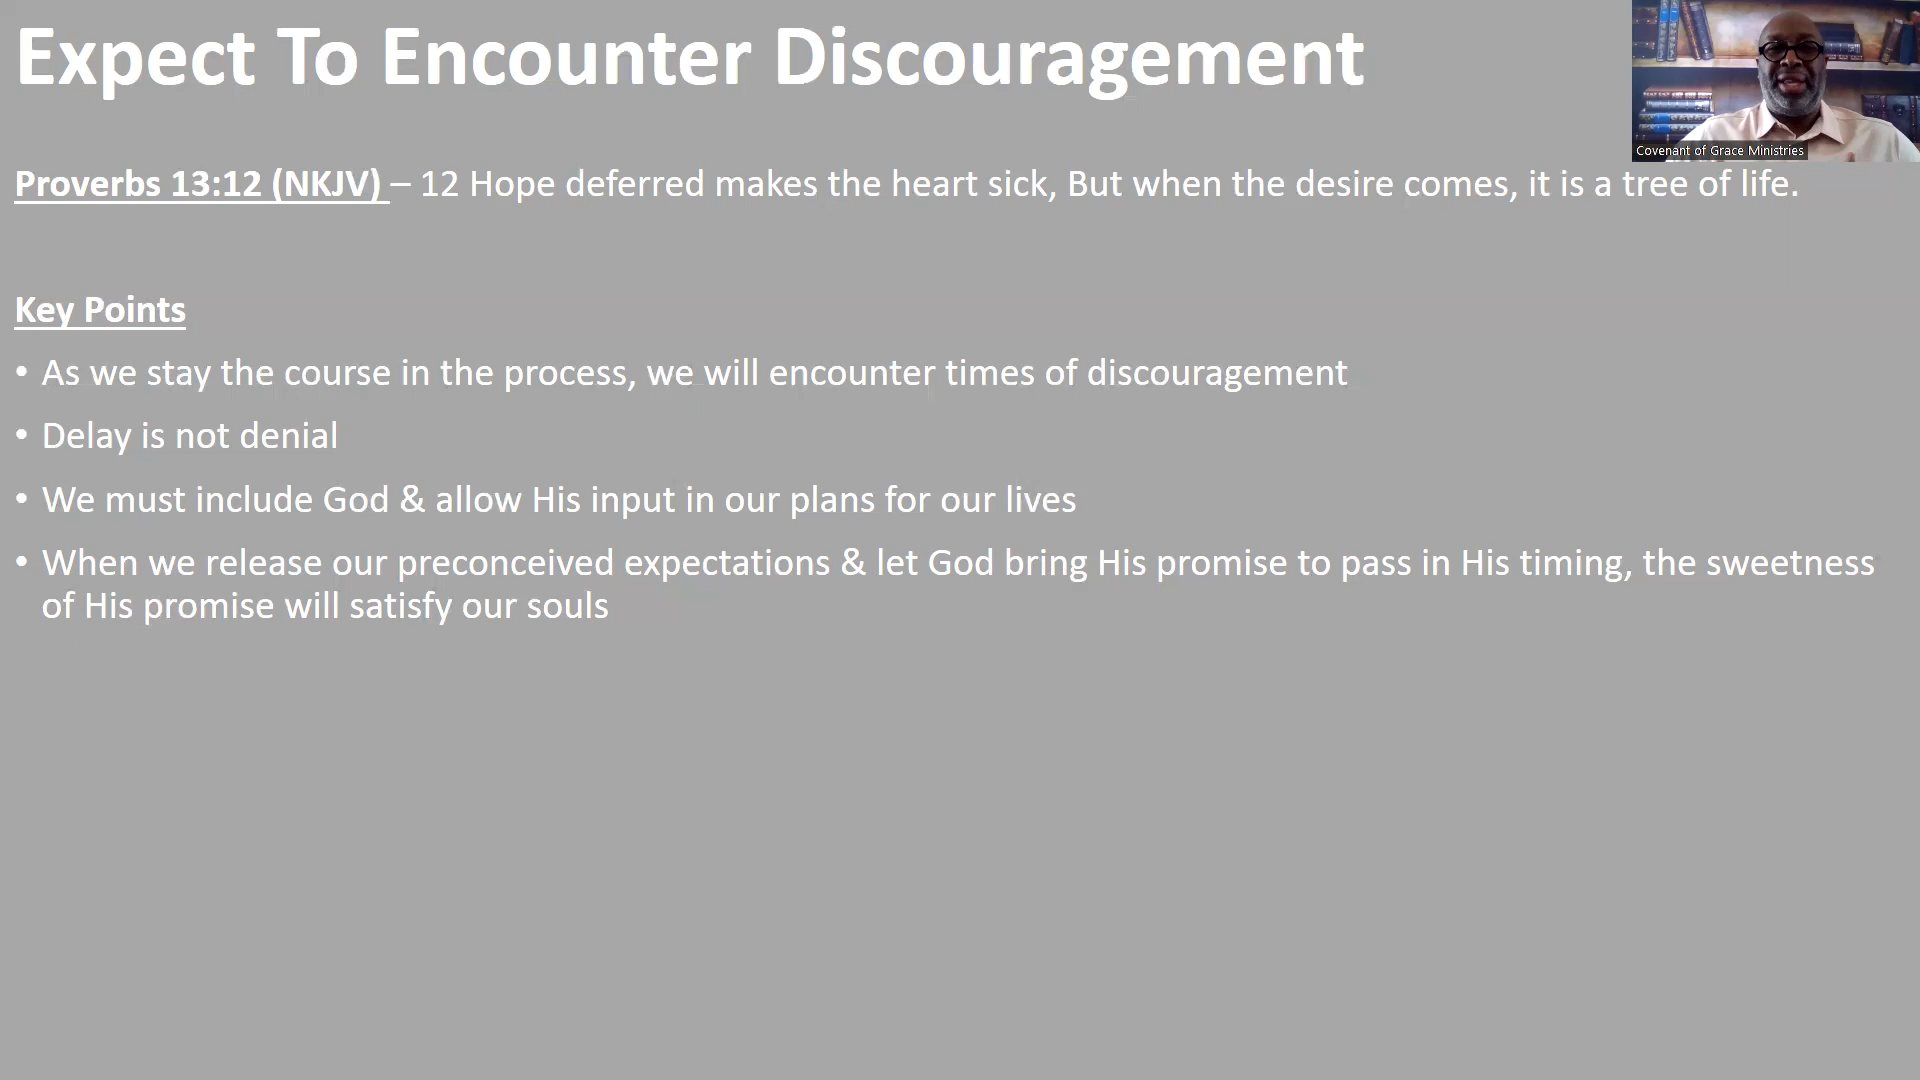 Expect To Encounter Discouragement
Covenant of Grace Ministries
Proverbs 13:12 (NKJV) – 12 Hope deferred makes the heart sick, But when the desire comes, it is a tree of life.
Key Points
• As we stay the course in the process, we will encounter times of discouragement
• Delay is not denial
• We must include God & allow His input in our plans for our lives
• When we release our preconceived expectations & let God bring His promise to pass in His timing, the sweetness
of His promise will satisfy our souls